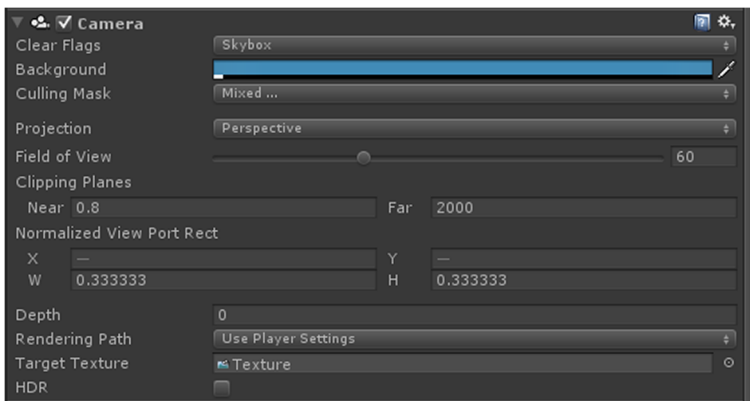 Camera
Clear Flags Skybox
Background
Culling Mask Mixed ...
Projection Perspective
Field of View 60
Clipping Planes
Near 0.8 Far 2000
Normalized View Port Rect
X — Y —
W 0.333333 H 0.333333
Depth 0
Rendering Path Use Player Settings
Target Texture Texture
HDR